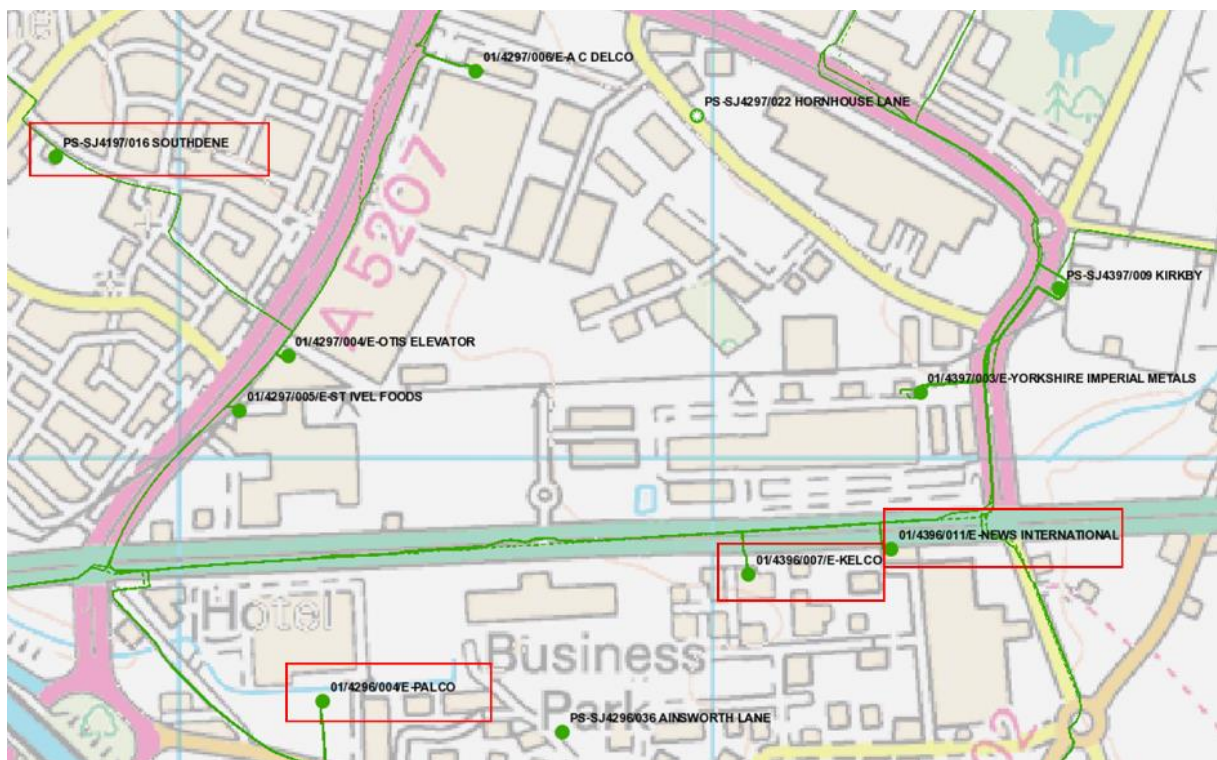 01/4297/006/E-A C DELCO
PS-SJ4297/022 HORNHOUSE LANE
PS-SJ4197/016 SOUTHDENE
A 5207
PS-SJ4397/009 KIRKBY
01/4297/004/E-OTIS ELEVATOR
01/4397/003/E-YORKSHIRE IMPERIAL METALS
01/4297/005/E-ST IVEL FOODS
01/4396/011/E-NEWS INTERNATIONAL
01/4396/007/E-KELCO
Hotel
Business
Park
01/4296/004/E-PALCO
PS-SJ4296/036 AINSWORTH LANE